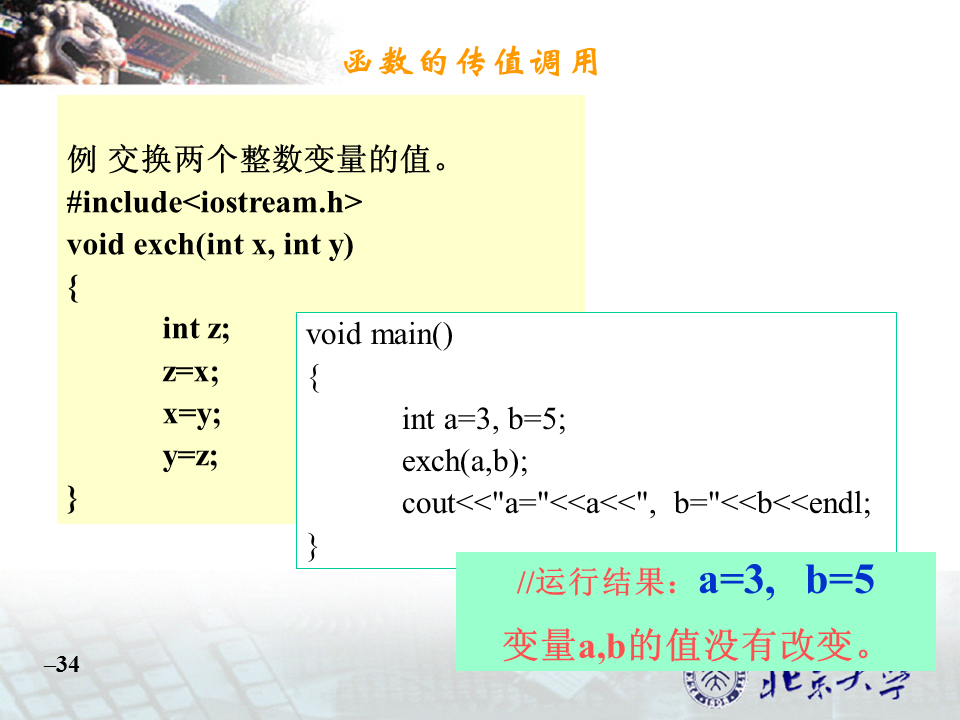 函数的传值调用
例 交换两个整数变量的值。
#include<iostream.h>
void exch(int x, int y)
{
int z;
z=x;
x=y;
y=z;
}
void main()
{
int a=3, b=5;
exch(a,b);
cout<<"a="<<a<<", b="<<b<<endl;
}
//运行结果：a=3, b=5
变量a,b的值没有改变。
–34
北京大学